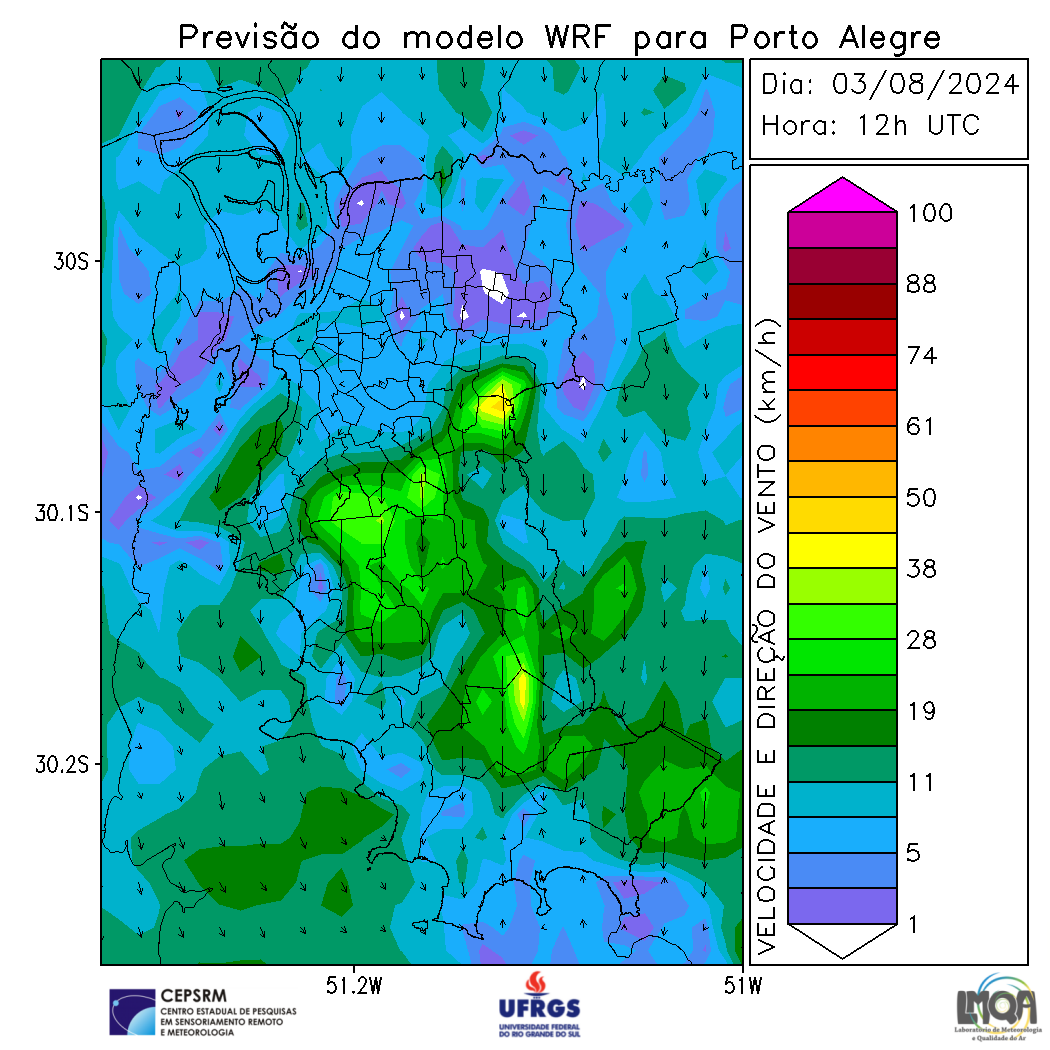 Previsão do modelo WRF para Porto Alegre
Dia: 03/08/2024
Hora: 12h UTC
30S
30.1S
30.2S
51.2W
51W
VELOCIDADE E DIREÇÃO DO VENTO (km/h)
100
88
74
61
50
38
28
19
11
5
1
CEPSRM
CENTRO ESTADUAL DE PESQUISAS
EM SENSORIAMENTO REMOTO
E METEOROLOGIA
UFRGS
UNIVERSIDADE FEDERAL
DO RIO GRANDE DO SUL
LMQA
Laboratório de Meteorologia
e Qualidade do Ar